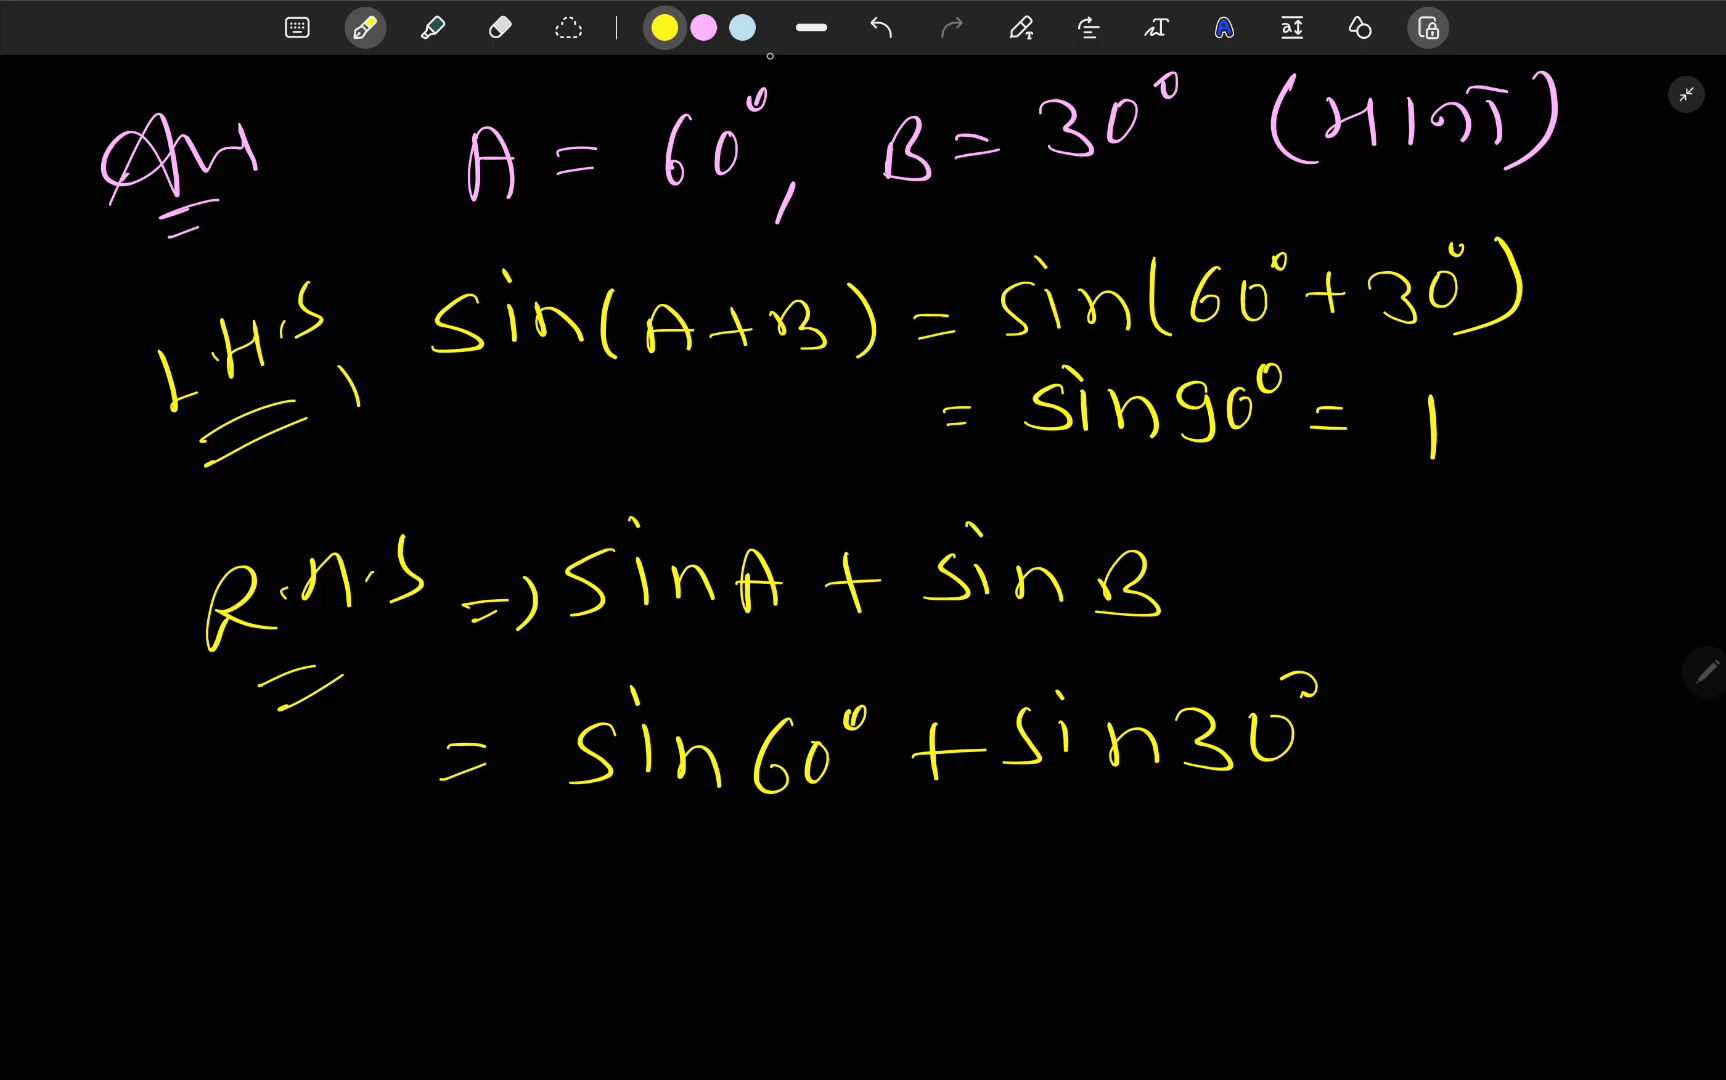 Ans A = 60°, B = 30° (मान)
L.H.S, sin(A+B) = sin(60°+30°)
= sin90° = 1
R.H.S => sinA + sinB
= sin60° + sin30°